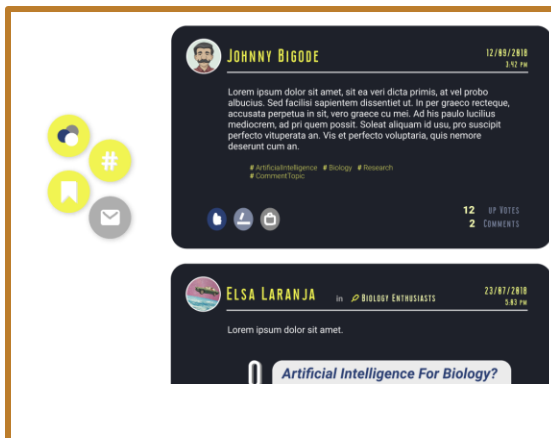 JOHNNY BIGODE
12/09/2018
3:42 PM
Lorem ipsum dolor sit amet, sit ea veri dicta primis, at vel probo
albucius. Sed facilisi sapientem dissentiet ut. In per graeco recteque,
accusata perpetua in sit, vero graece cu mei. Ad his paulo lucilius
mediocrem, ad pri quem possit. Soleat aliquam id usu, pro suscipit
perfecto vituperata an. Vis et perfecto voluptaria, quis nemore
deserunt cum an.
# ArtificialIntelligence # Biology # Research
# CommentTopic
12 UP VOTES
2 COMMENTS
#
ELSA LARANJA in BIOLOGY ENTHUSIASTS
23/07/2018
5:03 PM
Lorem ipsum dolor sit amet.
Artificial Intelligence For Biology?